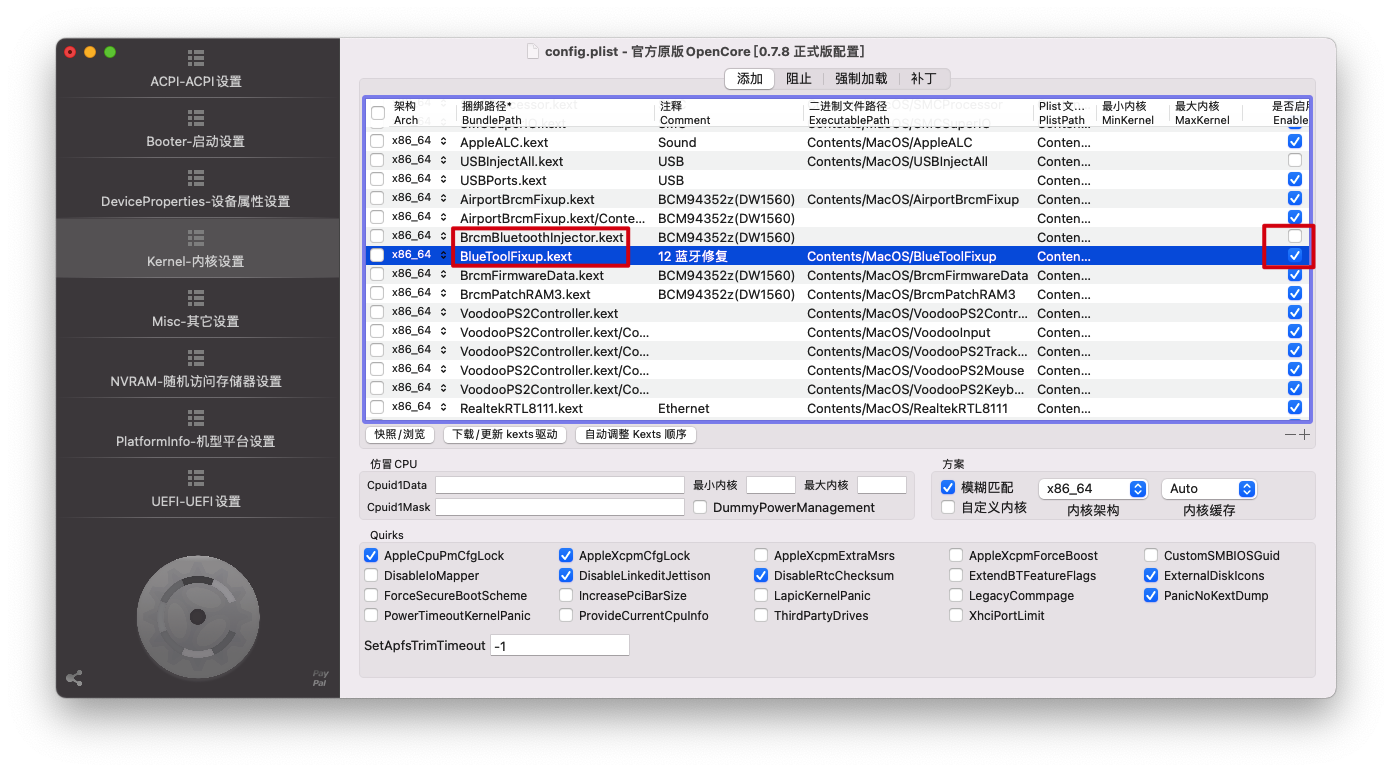 config.plist - 官方原版 OpenCore [0.7.8 正式版配置]
ACPI-ACPI 设置
Booter-启动设置
DeviceProperties-设备属性设置
Kernel-内核设置
Misc-其它设置
NVRAM-随机访问存储器设置
PlatformInfo-机型平台设置
UEFI-UEFI 设置
Pay
Pal
添加 阻止 强制加载 补丁
架构 捆绑路径* 注释 二进制文件路径 Plist 文... 最小内核 最大内核 是否启用
Arch BundlePath Comment ExecutablePath PlistPath MinKernel MaxKernel Enable
x86_64 AppleALC.kext Sound Contents/MacOS/AppleALC Conten...
x86_64 USBInjectAll.kext USB Contents/MacOS/USBInjectAll Conten...
x86_64 USBPorts.kext USB Conten...
x86_64 AirportBrcmFixup.kext BCM94352z(DW1560) Contents/MacOS/AirportBrcmFixup Conten...
x86_64 AirportBrcmFixup.kext/Conte... BCM94352z(DW1560) Conten...
x86_64 BrcmBluetoothInjector.kext BCM94352z(DW1560) Conten...
x86_64 BlueToolFixup.kext 12 蓝牙修复 Contents/MacOS/BlueToolFixup Conten...
x86_64 BrcmFirmwareData.kext BCM94352z(DW1560) Contents/MacOS/BrcmFirmwareData Conten...
x86_64 BrcmPatchRAM3.kext BCM94352z(DW1560) Contents/MacOS/BrcmPatchRAM3 Conten...
x86_64 VoodooPS2Controller.kext Contents/MacOS/VoodooPS2Contr... Conten...
x86_64 VoodooPS2Controller.kext/Co... Contents/MacOS/VoodooInput Conten...
x86_64 VoodooPS2Controller.kext/Co... Contents/MacOS/VoodooPS2Track... Conten...
x86_64 VoodooPS2Controller.kext/Co... Contents/MacOS/VoodooPS2Mouse Conten...
x86_64 VoodooPS2Controller.kext/Co... Contents/MacOS/VoodooPS2Keyb... Conten...
x86_64 RealtekRTL8111.kext Ethernet Contents/MacOS/RealtekRTL8111 Conten...
快照/浏览 下载/更新 kexts 驱动 自动调整 Kexts 顺序
仿冒 CPU
Cpuid1Data 最小内核 最大内核
Cpuid1Mask DummyPowerManagement
方案
模糊匹配 x86_64 Auto
自定义内核 内核架构 内核缓存
Quirks
AppleCpuPmCfgLock AppleXcpmCfgLock AppleXcpmExtraMsrs AppleXcpmForceBoost CustomSMBIOSGuid
DisableIoMapper DisableLinkeditJettison DisableRtcChecksum ExtendBTFeatureFlags ExternalDiskIcons
ForceSecureBootScheme IncreasePciBarSize LapicKernelPanic LegacyCommpage PanicNoKextDump
PowerTimeoutKernelPanic ProvideCurrentCpuInfo ThirdPartyDrives XhciPortLimit
SetApfsTrimTimeout -1